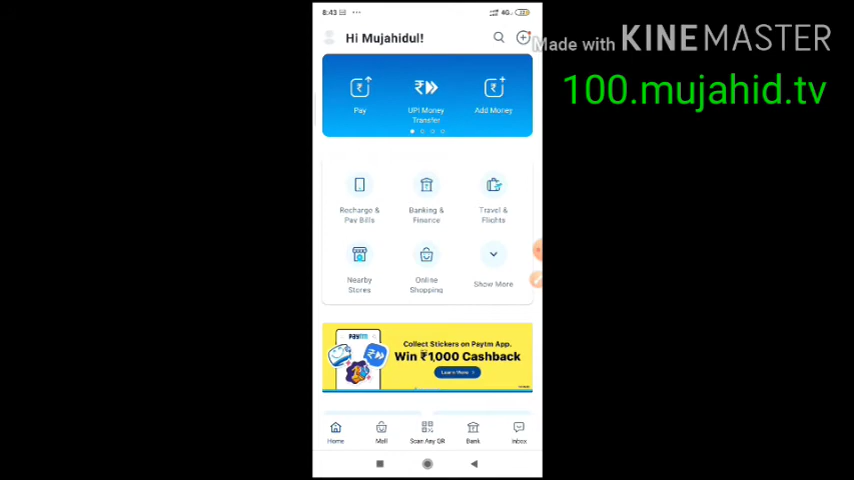 8:43
4G
Hi Mujahidul!
Made with KINEMASTER
100.mujahid.tv
Pay
UPI Money
Transfer
Add Money
Recharge &
Pay Bills
Banking &
Finance
Travel &
Flights
Nearby
Stores
Online
Shopping
Show More
Paytm
Collect Stickers on Paytm App.
Win ₹1,000 Cashback
Learn More >
Home
Mall
Scan Any QR
Bank
Inbox